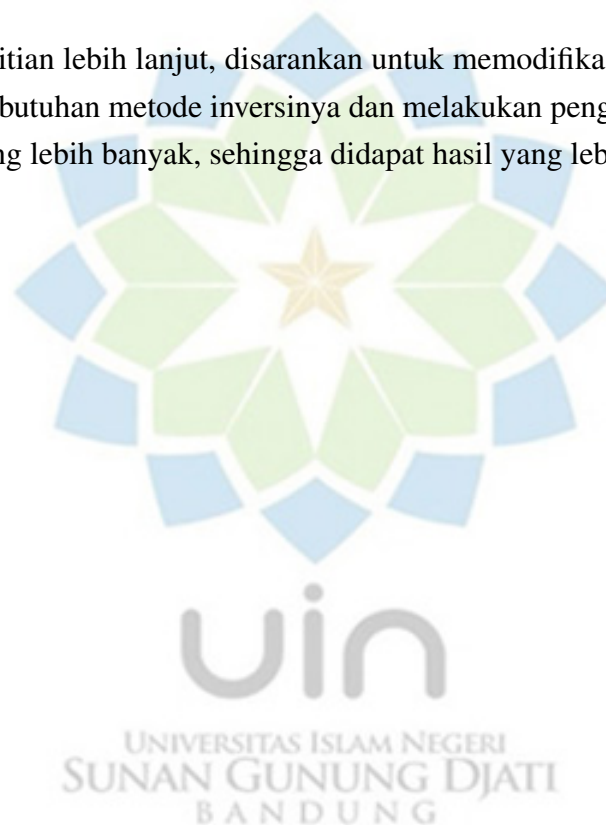 itian lebih lanjut, disarankan untuk memodifika
butuhan metode inversinya dan melakukan peng
ng lebih banyak, sehingga didapat hasil yang leb
uin
UNIVERSITAS ISLAM NEGERI
SUNAN GUNUNG DJATI
BANDUNG